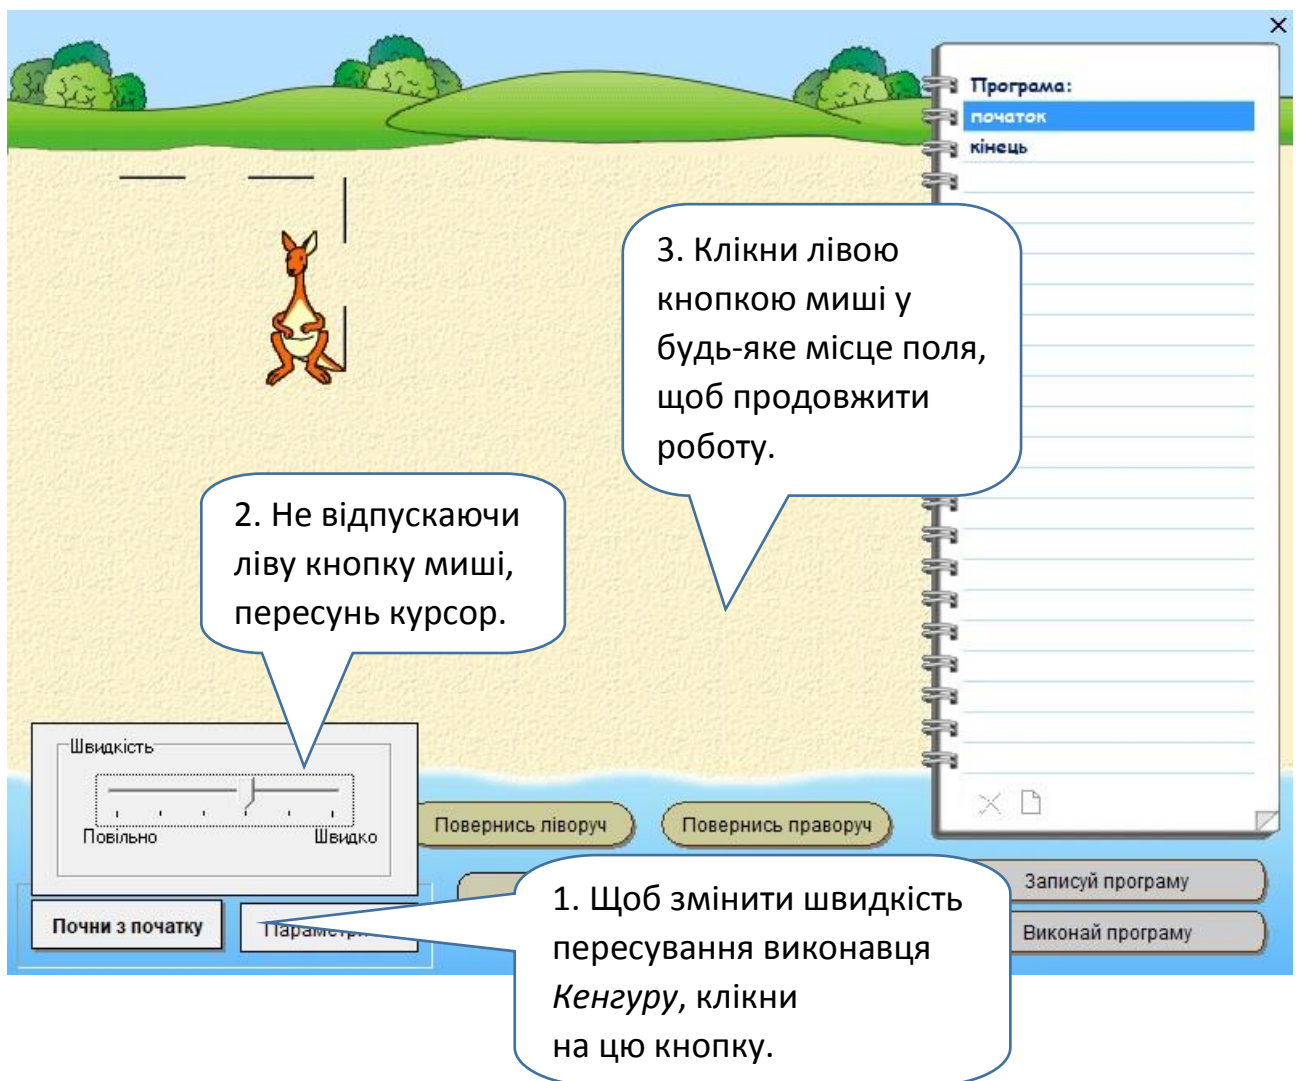 Програма:
початок
кінець
3. Клікни лівою
кнопкою миші у
будь-яке місце поля,
щоб продовжити
роботу.
2. Не відпускаючи
ліву кнопку миші,
пересунь курсор.
Швидкість
Повільно Швидко
Повернись ліворуч Повернись праворуч
1. Щоб змінити швидкість
пересування виконавця
Кенгуру, клікни
на цю кнопку.
Почни з початку
Записуй програму
Виконай програму